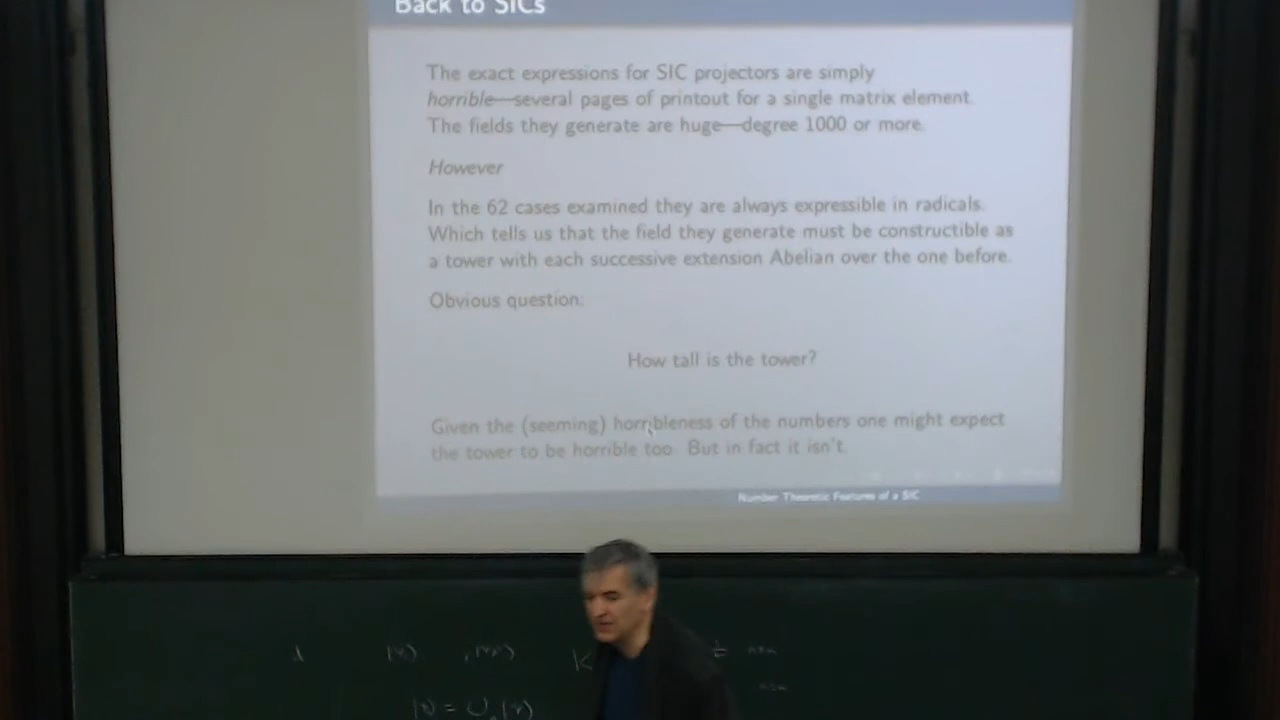 Back to SICs
The exact expressions for SIC projectors are simply
horrible—several pages of printout for a single matrix element.
The fields they generate are huge—degree 1000 or more.
However
In the 62 cases examined they are always expressible in radicals.
Which tells us that the field they generate must be constructible as
a tower with each successive extension Abelian over the one before.
Obvious question:
How tall is the tower?
Given the (seeming) horribleness of the numbers one might expect
the tower to be horrible too. But in fact it isn't.
Number Theoretic Features of a SIC